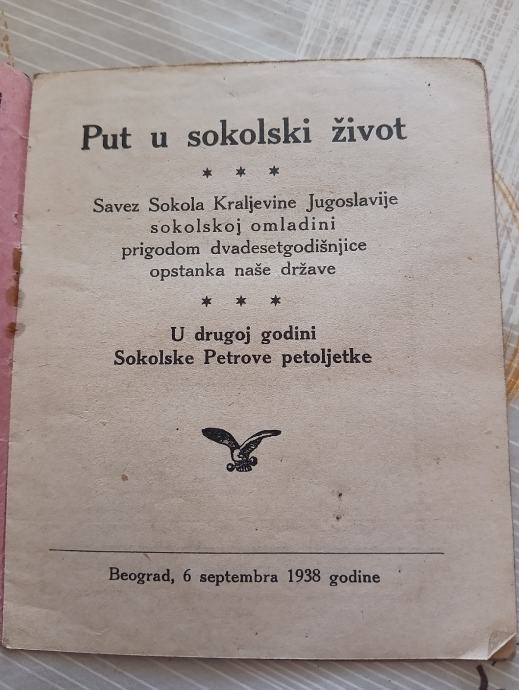 Put u sokolski život
* * *
Savez Sokola Kraljevine Jugoslavije
sokolskoj omladini
prigodom dvadesetgodišnjice
opstanka naše države
* * *
U drugoj godini
Sokolske Petrove petoljetke
Beograd, 6 septembra 1938 godine